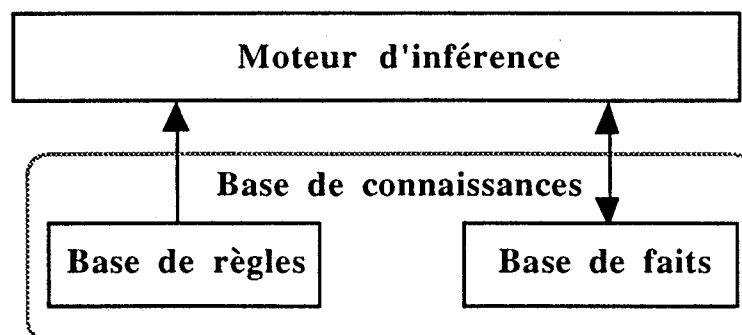 Moteur d'inférence
Base de connaissances
Base de règles
Base de faits